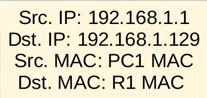 Src. IP: 192.168.1.1
Dst. IP: 192.168.1.129
Src. MAC: PC1 MAC
Dst. MAC: R1 MAC